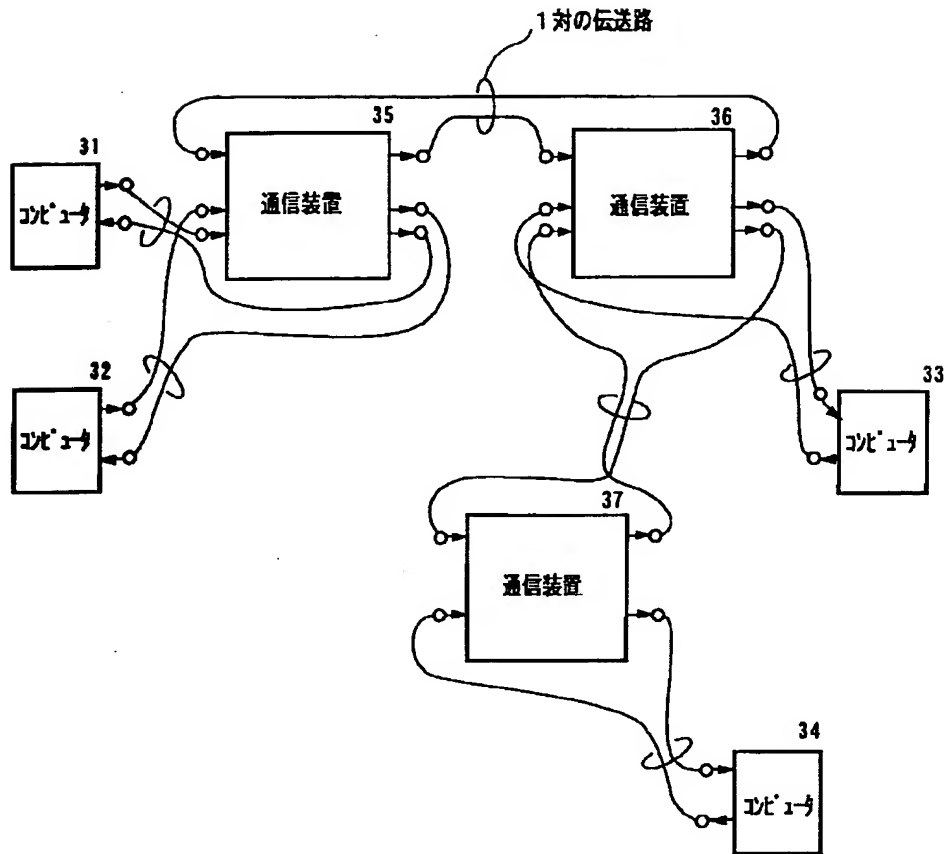 1対の伝送路
35
36
31
通信装置
通信装置
コンピュータ
32
33
コンピュータ
コンピュータ
37
通信装置
34
コンピュータ